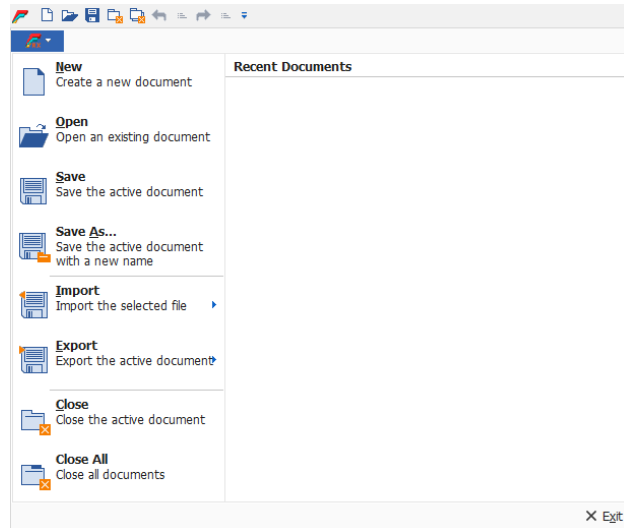 New
Create a new document
Recent Documents
Open
Open an existing document
Save
Save the active document
Save As...
Save the active document
with a new name
Import
Import the selected file
Export
Export the active document
Close
Close the active document
Close All
Close all documents
Exit